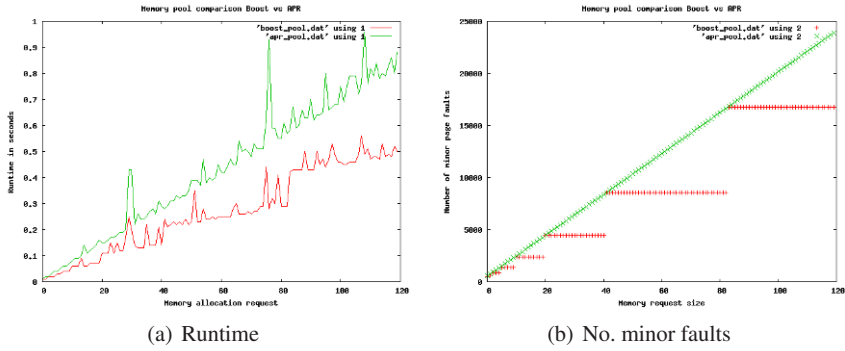 Memory pool comparison Boost vs APR
'boost_pool.dat' using 1
'apr_pool.dat' using 1
1
0.9
0.8
0.7
0.6
0.5
0.4
0.3
0.2
0.1
0
Runtime in seconds
0 20 40 60 80 100 120
Memory allocation request
(a) Runtime
Memory pool comparison Boost vs APR
'boost_pool.dat' using 2
'apr_pool.dat' using 2
25000
20000
15000
10000
5000
0
Number of minor page faults
0 20 40 60 80 100 120
Memory request size
(b) No. minor faults